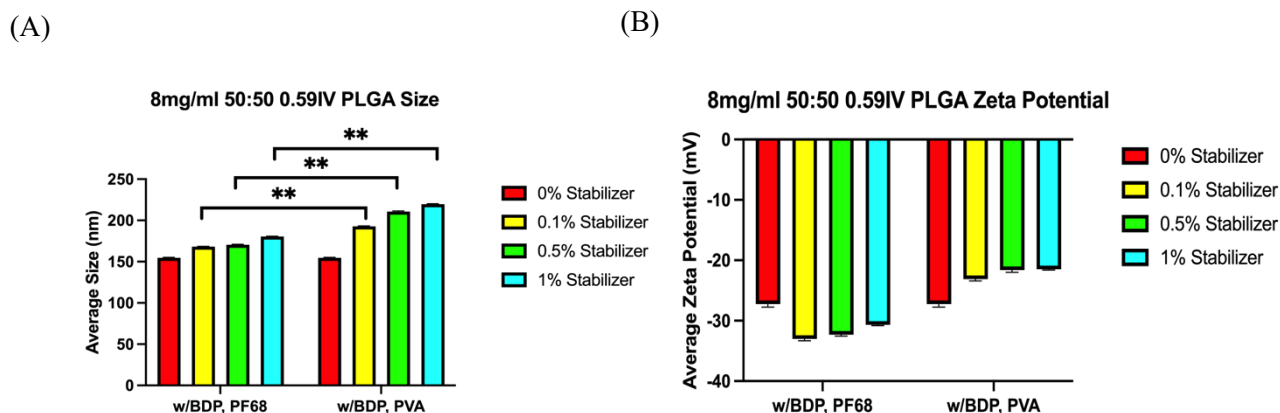 (A)
8mg/ml 50:50 0.59IV PLGA Size
**
**
**
Average Size (nm)
250
200
150
100
50
0
w/BDP, PF68
w/BDP, PVA
0% Stabilizer
0.1% Stabilizer
0.5% Stabilizer
1% Stabilizer
(B)
8mg/ml 50:50 0.59IV PLGA Zeta Potential
Average Zeta Potential (mV)
0
-10
-20
-30
-40
w/BDP, PF68
w/BDP, PVA
0% Stabilizer
0.1% Stabilizer
0.5% Stabilizer
1% Stabilizer